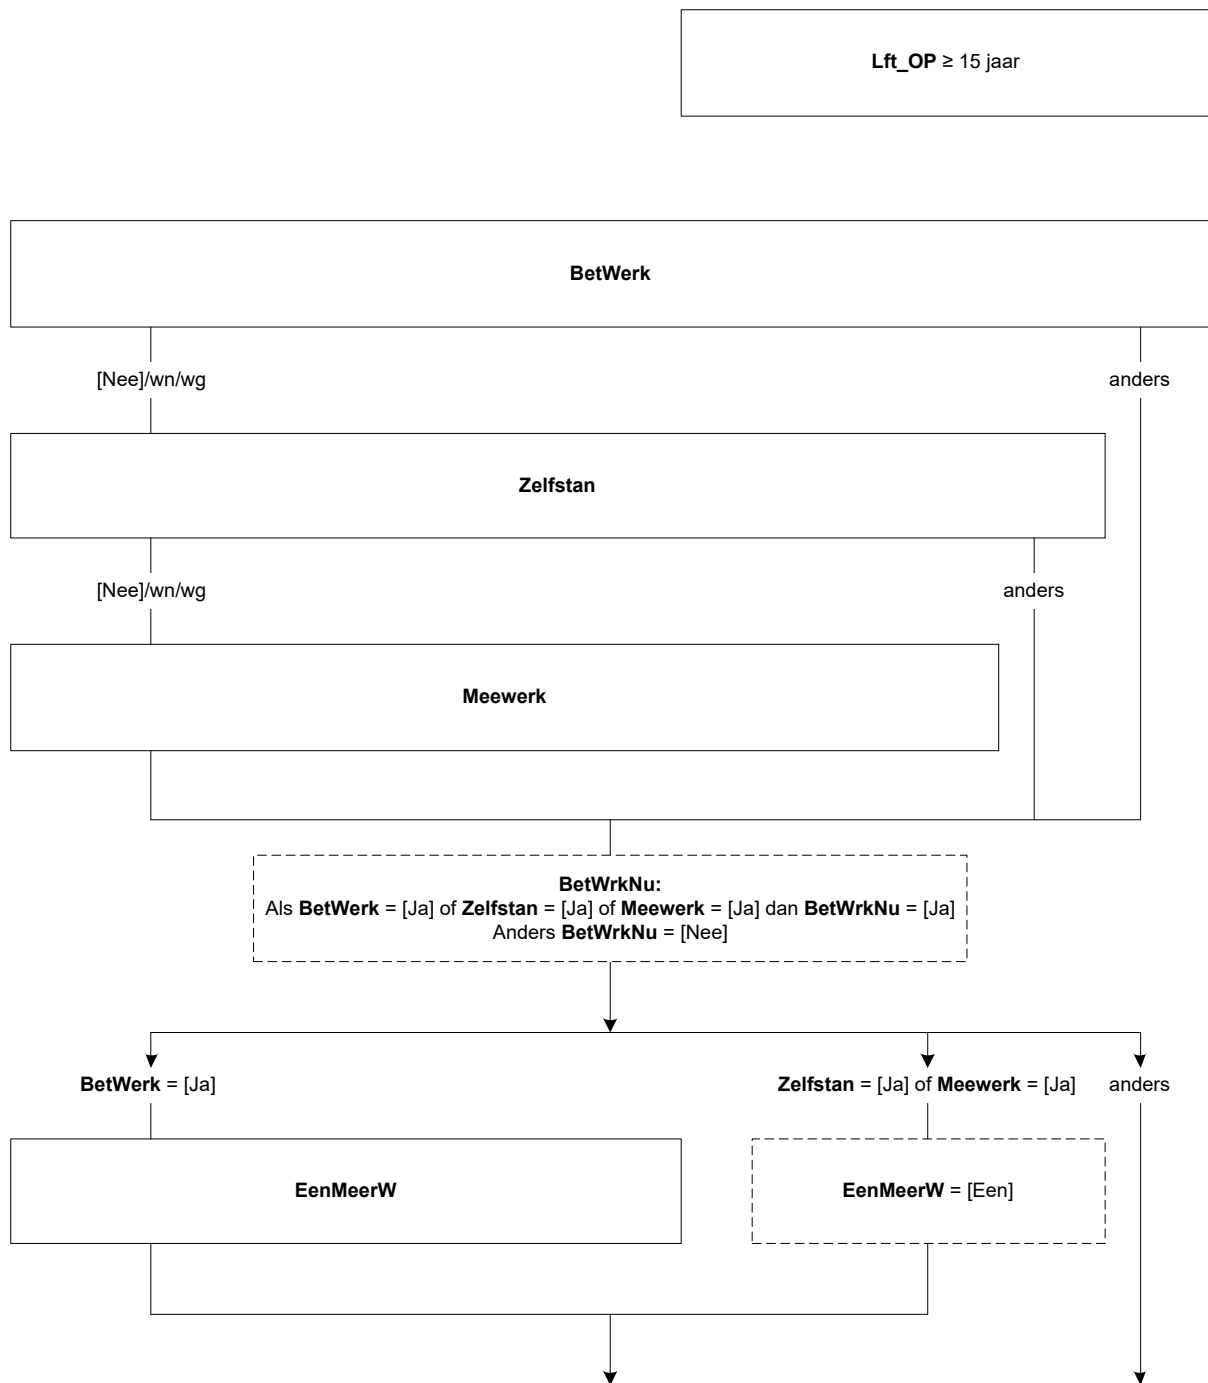 Lft_OP ≥ 15 jaar
BetWerk
[Nee]/wn/wg
anders
Zelfstan
[Nee]/wn/wg
anders
Meewerk
BetWrkNu:
Als BetWerk = [Ja] of Zelfstan = [Ja] of Meewerk = [Ja] dan BetWrkNu = [Ja]
Anders BetWrkNu = [Nee]
BetWerk = [Ja]
Zelfstan = [Ja] of Meewerk = [Ja]
anders
EenMeerW
EenMeerW = [Een]